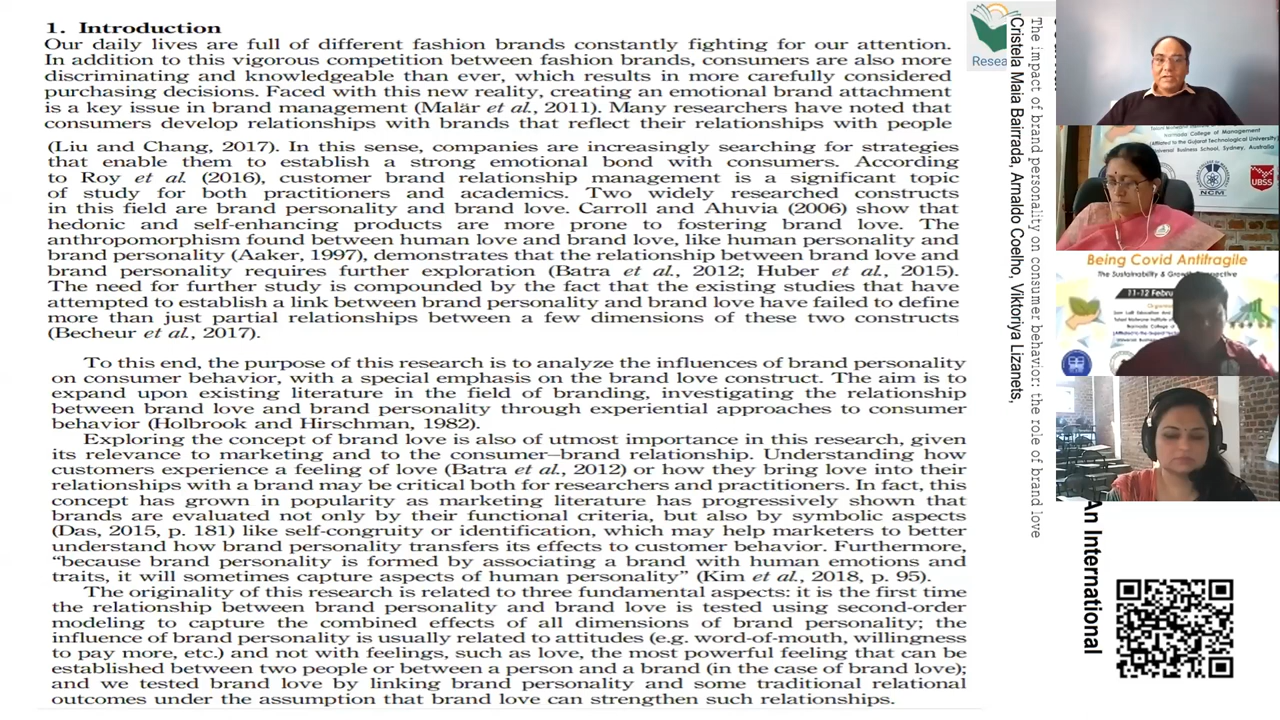 1. Introduction
Our daily lives are full of different fashion brands constantly fighting for our attention.
In addition to this vigorous competition between fashion brands, consumers are also more
discriminating and knowledgeable than ever, which results in more carefully considered
purchasing decisions. Faced with this new reality, creating an emotional brand attachment
is a key issue in brand management (Malär et al., 2011). Many researchers have noted that
consumers develop relationships with brands that reflect their relationships with people
(Liu and Chang, 2017). In this sense, companies are increasingly searching for strategies
that enable them to establish a strong emotional bond with consumers. According
to Roy et al. (2016), customer brand relationship management is a significant topic
of study for both practitioners and academics. Two widely researched constructs
in this field are brand personality and brand love. Carroll and Ahuvia (2006) show that
hedonic and self-enhancing products are more prone to fostering brand love. The
anthropomorphism found between human love and brand love, like human personality and
brand personality (Aaker, 1997), demonstrates that the relationship between brand love and
brand personality requires further exploration (Batra et al., 2012; Huber et al., 2015).
The need for further study is compounded by the fact that the existing studies that have
attempted to establish a link between brand personality and brand love have failed to define
more than just partial relationships between a few dimensions of these two constructs
(Becheur et al., 2017).
To this end, the purpose of this research is to analyze the influences of brand personality
on consumer behavior, with a special emphasis on the brand love construct. The aim is to
expand upon existing literature in the field of branding, investigating the relationship
between brand love and brand personality through experiential approaches to consumer
behavior (Holbrook and Hirschman, 1982).
Exploring the concept of brand love is also of utmost importance in this research, given
its relevance to marketing and to the consumer–brand relationship. Understanding how
customers experience a feeling of love (Batra et al., 2012) or how they bring love into their
relationships with a brand may be critical both for researchers and practitioners. In fact, this
concept has grown in popularity as marketing literature has progressively shown that
brands are evaluated not only by their functional criteria, but also by symbolic aspects
(Das, 2015, p. 181) like self-congruity or identification, which may help marketers to better
understand how brand personality transfers its effects to customer behavior. Furthermore,
“because brand personality is formed by associating a brand with human emotions and
traits, it will sometimes capture aspects of human personality” (Kim et al., 2018, p. 95).
The originality of this research is related to three fundamental aspects: it is the first time
the relationship between brand personality and brand love is tested using second-order
modeling to capture the combined effects of all dimensions of brand personality; the
influence of brand personality is usually related to attitudes (e.g. word-of-mouth, willingness
to pay more, etc.) and not with feelings, such as love, the most powerful feeling that can be
established between two people or between a person and a brand (in the case of brand love);
and we tested brand love by linking brand personality and some traditional relational
outcomes under the assumption that brand love can strengthen such relationships.
Resea
The impact of brand personality on consumer behavior: the role of brand love
Cristela Maia Bairrada, Arnaldo Coelho, Viktoriya Lizanets,
An International
College of Management
(Affiliated to the Gujarat Technological University
Universal Business School, Sydney, Australia
NCM
UBSS
Being Covid Antifragile
The Sustainability & Growth Perspective
11-12 Febru